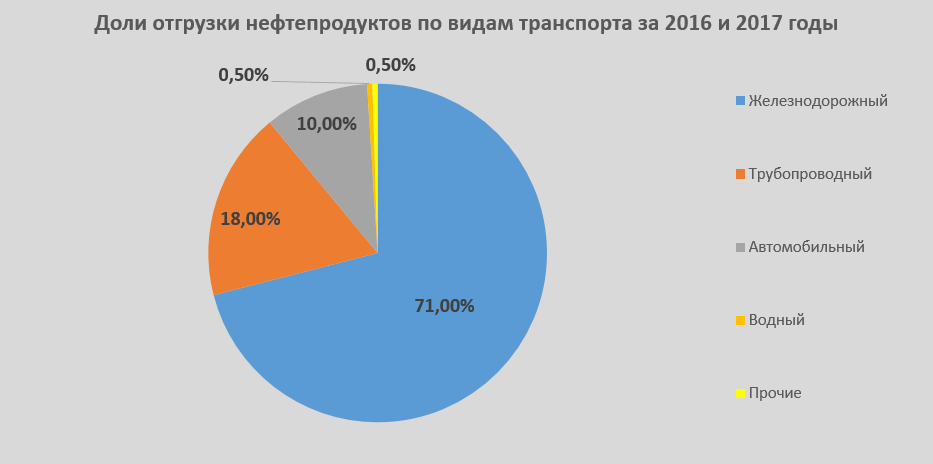 Доли отгрузки нефтепродуктов по видам транспорта за 2016 и 2017 годы
0,50%
0,50%
10,00%
18,00%
71,00%
Железнодорожный
Трубопроводный
Автомобильный
Водный
Прочие